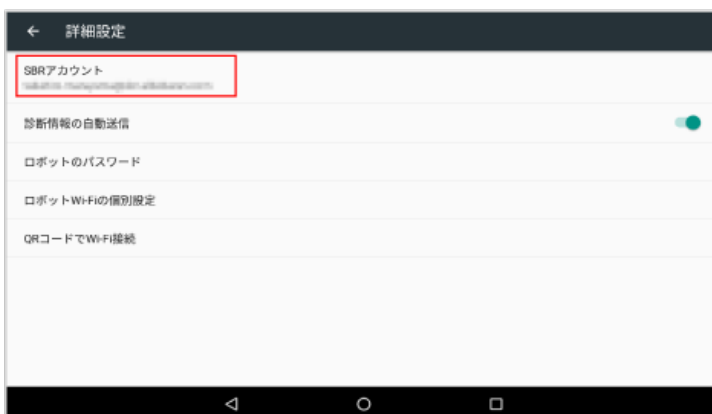 詳細設定
SBRアカウント
診断情報の自動送信
ロボットのパスワード
ロボットWi-Fiの個別設定
QRコードでWi-Fi接続